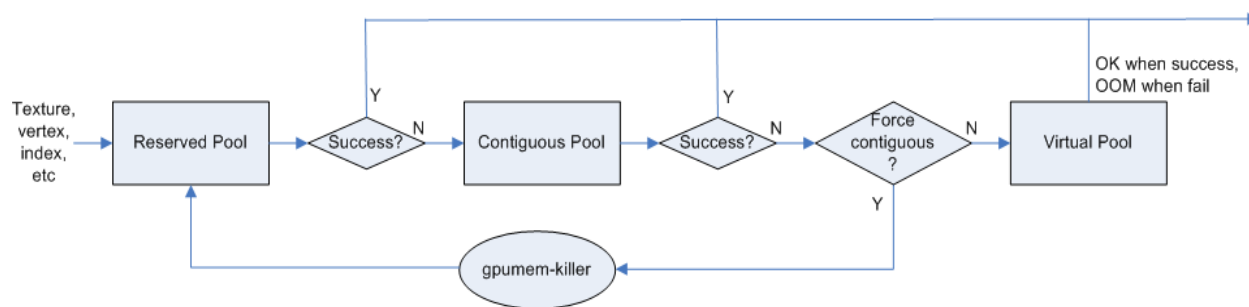 Texture,
vertex,
index,
etc
Reserved Pool
Success?
Y
N
Contiguous Pool
Success?
Y
N
Force
contiguous
?
N
Y
Virtual Pool
OK when success,
OOM when fail
gpumem-killer